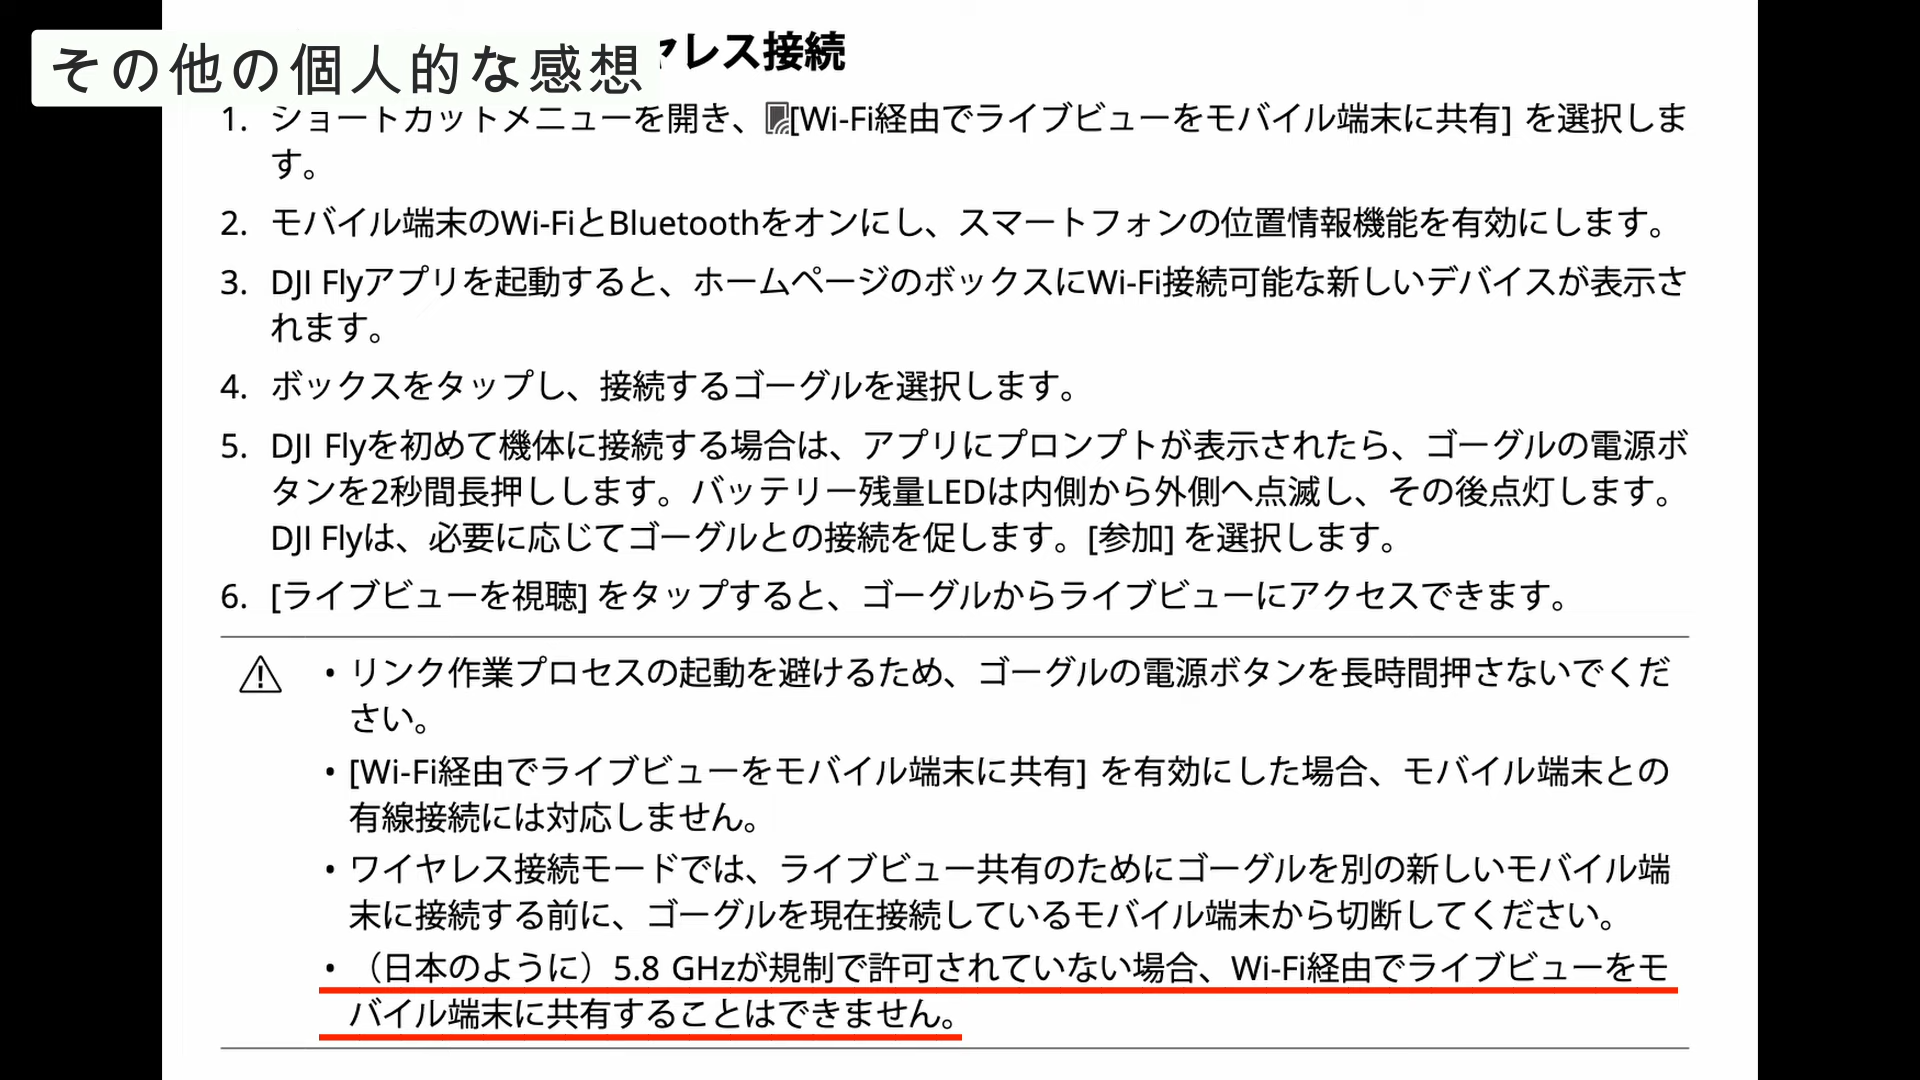 その他の個人的な感想
ヤレス接続
1. ショートカットメニューを開き、[Wi-Fi経由でライブビューをモバイル端末に共有] を選択しま
す。
2. モバイル端末のWi-FiとBluetoothをオンにし、スマートフォンの位置情報機能を有効にします。
3. DJI Flyアプリを起動すると、ホームページのボックスにWi-Fi接続可能な新しいデバイスが表示さ
れます。
4. ボックスをタップし、接続するゴーグルを選択します。
5. DJI Flyを初めて機体に接続する場合は、アプリにプロンプトが表示されたら、ゴーグルの電源ボ
タンを2秒間長押しします。バッテリー残量LEDは内側から外側へ点滅し、その後点灯します。
DJI Flyは、必要に応じてゴーグルとの接続を促します。[参加] を選択します。
6. [ライブビューを視聴] をタップすると、ゴーグルからライブビューにアクセスできます。
• リンク作業プロセスの起動を避けるため、ゴーグルの電源ボタンを長時間押さないでくだ
さい。
• [Wi-Fi経由でライブビューをモバイル端末に共有] を有効にした場合、モバイル端末との
有線接続には対応しません。
• ワイヤレス接続モードでは、ライブビュー共有のためにゴーグルを別の新しいモバイル端
末に接続する前に、ゴーグルを現在接続しているモバイル端末から切断してください。
• （日本のように）5.8 GHzが規制で許可されていない場合、Wi-Fi経由でライブビューをモ
バイル端末に共有することはできません。